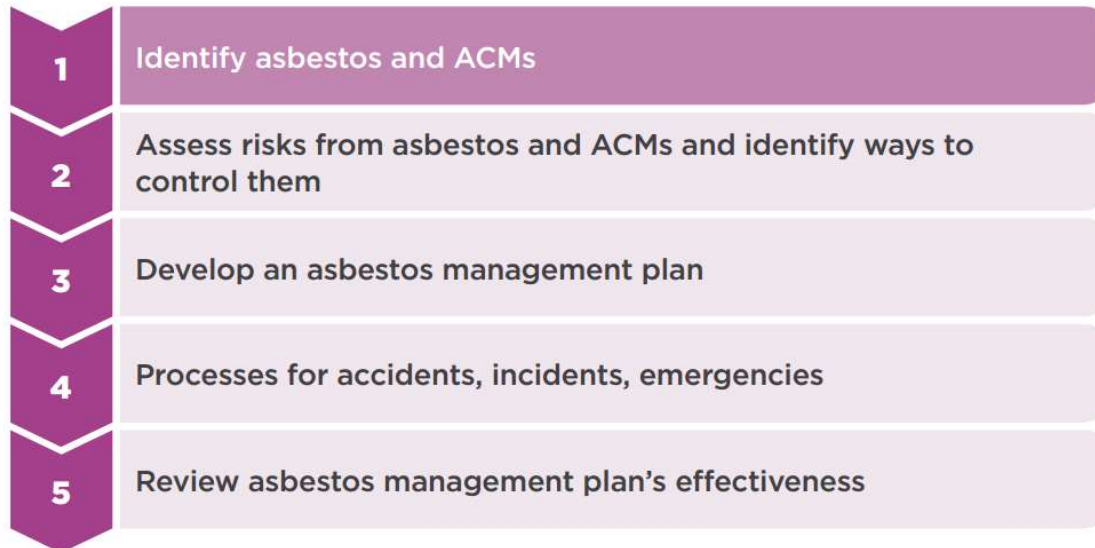 1
Identify asbestos and ACMs
2
Assess risks from asbestos and ACMs and identify ways to
control them
3
Develop an asbestos management plan
4
Processes for accidents, incidents, emergencies
5
Review asbestos management plan’s effectiveness